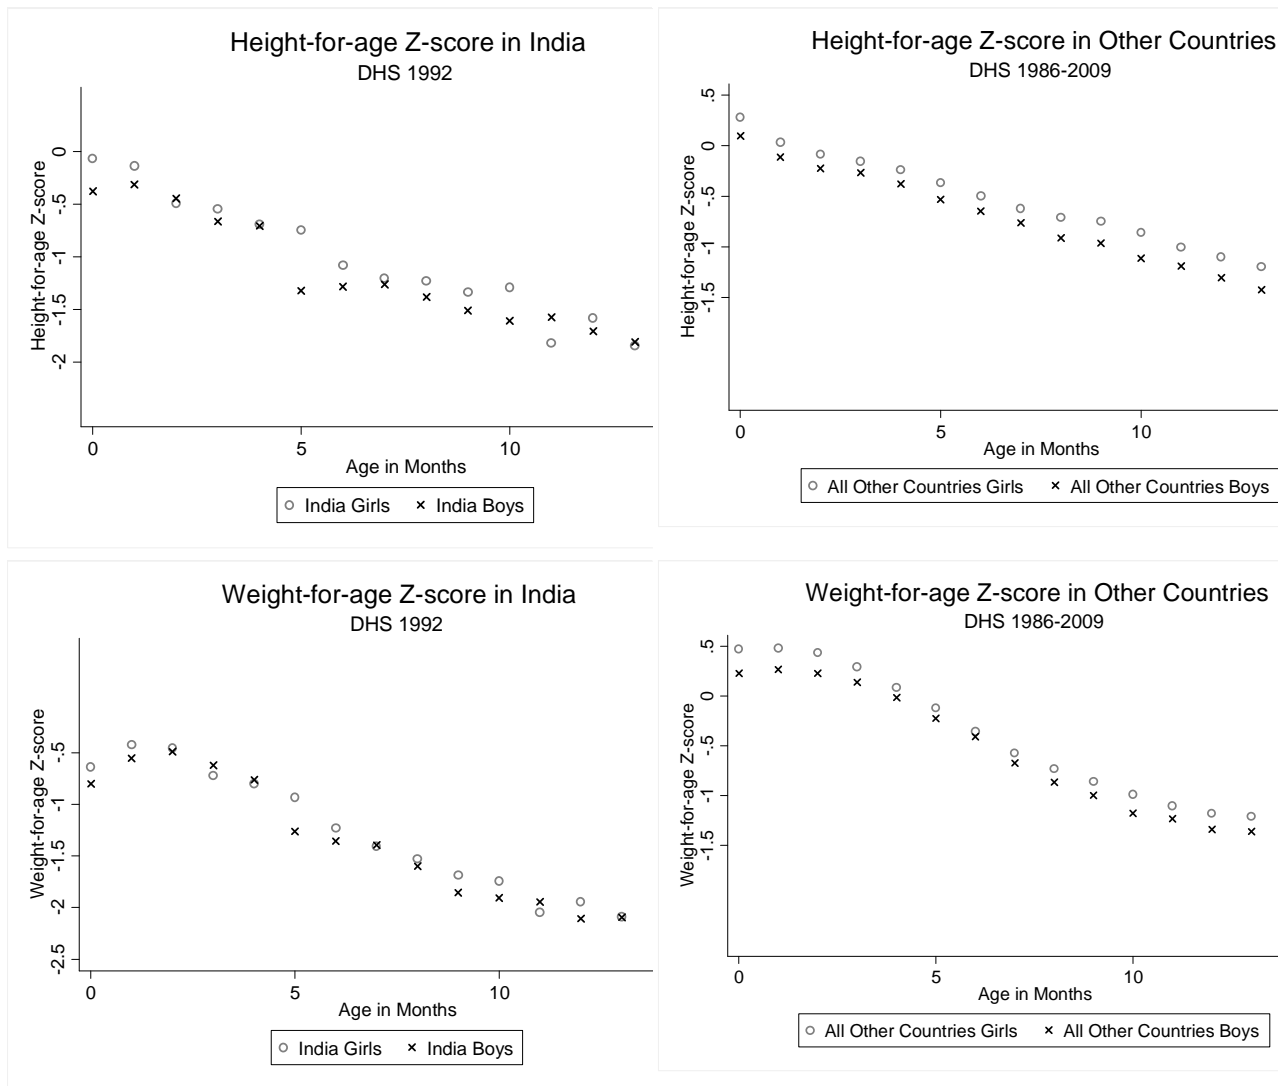 Height-for-age Z-score in India
DHS 1992
Height-for-age Z-score
0
-.5
-1
-1.5
-2
0 5 10
Age in Months
India Girls India Boys
Height-for-age Z-score in Other Countries
DHS 1986-2009
Height-for-age Z-score
.5
0
-.5
-1
-1.5
0 5 10
Age in Months
All Other Countries Girls All Other Countries Boys
Weight-for-age Z-score in India
DHS 1992
Weight-for-age Z-score
-.5
-1
-1.5
-2
-2.5
0 5 10
Age in Months
India Girls India Boys
Weight-for-age Z-score in Other Countries
DHS 1986-2009
Weight-for-age Z-score
.5
0
-.5
-1
-1.5
0 5 10
Age in Months
All Other Countries Girls All Other Countries Boys